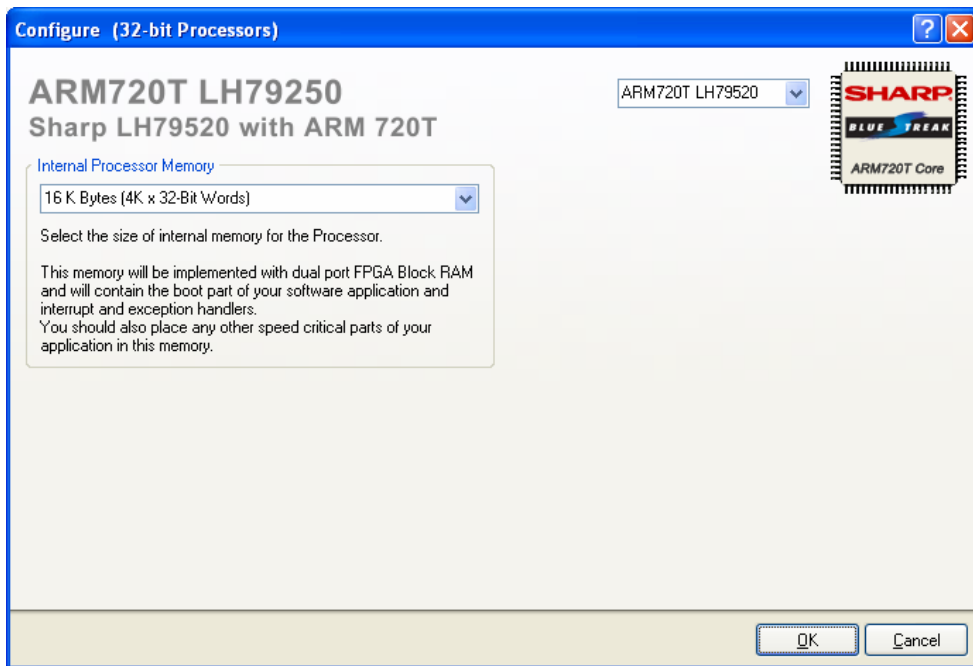 Configure (32-bit Processors)
ARM720T LH79250
Sharp LH79520 with ARM 720T
ARM720T LH79520
SHARP
BLUE STREAK
ARM720T Core
Internal Processor Memory
16 K Bytes (4K x 32-Bit Words)
Select the size of internal memory for the Processor.
This memory will be implemented with dual port FPGA Block RAM
and will contain the boot part of your software application and
interrupt and exception handlers.
You should also place any other speed critical parts of your
application in this memory.
OK
Cancel